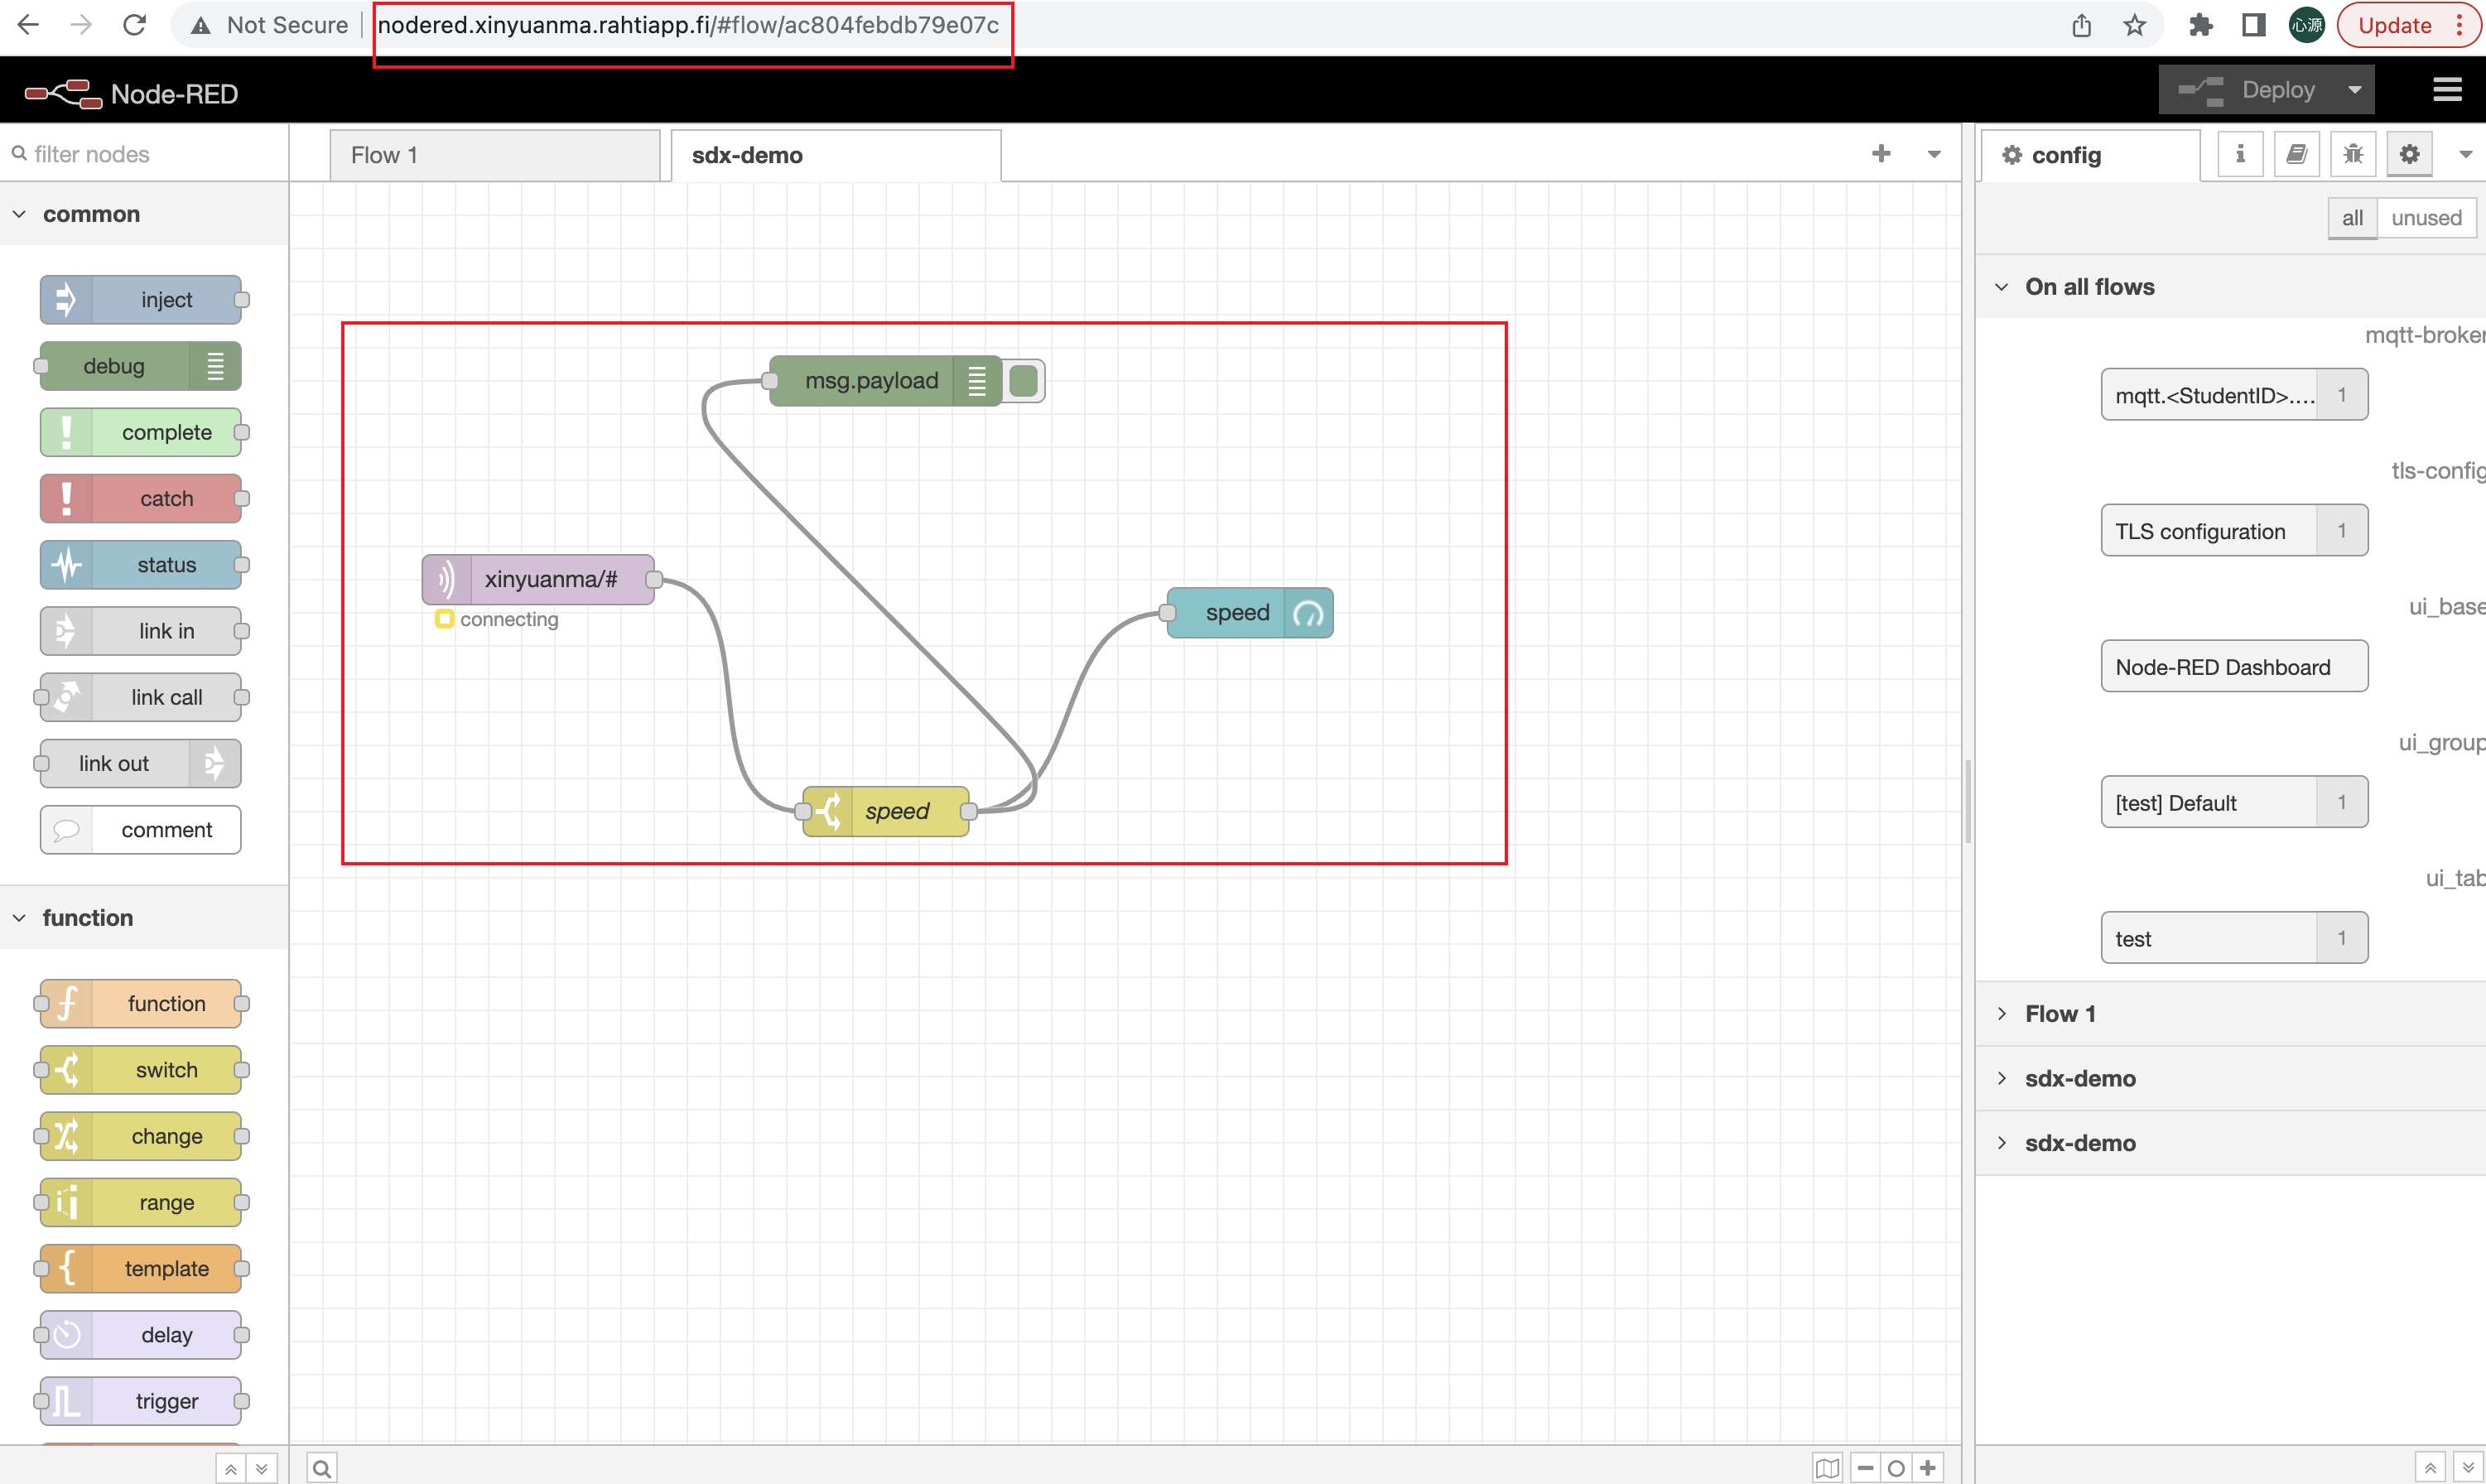 Not Secure
nodered.xinyuanma.rahtiapp.fi/#flow/ac804febdb79e07c
心源
Update
Node-RED
Deploy
filter nodes
Flow 1
sdx-demo
config
common
all
unused
inject
debug
complete
catch
status
link in
link call
link out
comment
function
function
switch
change
range
template
delay
trigger
msg.payload
xinyuanma/#
connecting
speed
speed
On all flows
mqtt-broker
mqtt.<StudentID>.... 1
tls-config
TLS configuration 1
ui_base
Node-RED Dashboard
ui_group
[test] Default 1
ui_tab
test 1
Flow 1
sdx-demo
sdx-demo